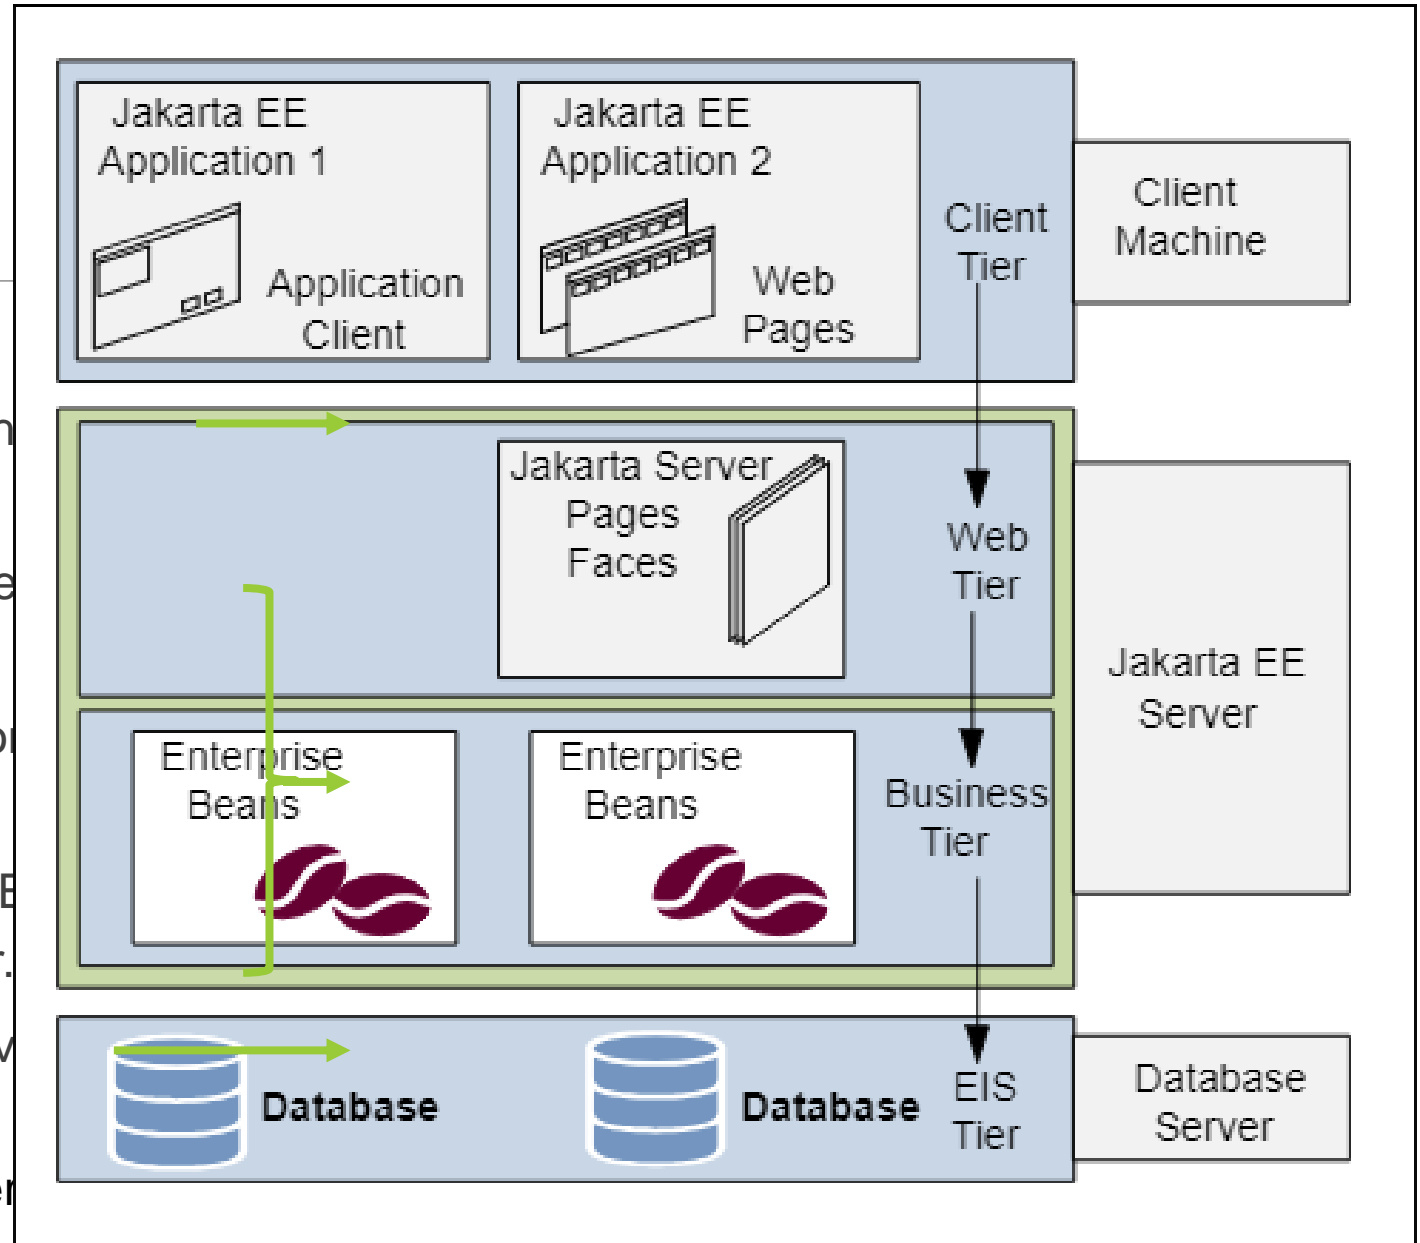 Jakarta EE
Application 1
Application
Client
Jakarta EE
Application 2
Web
Pages
Client
Tier
Client
Machine
Jakarta Server
Pages
Faces
Web
Tier
Jakarta EE
Server
Enterprise
Beans
Enterprise
Beans
Business
Tier
Database
Database
EIS
Tier
Database
Server